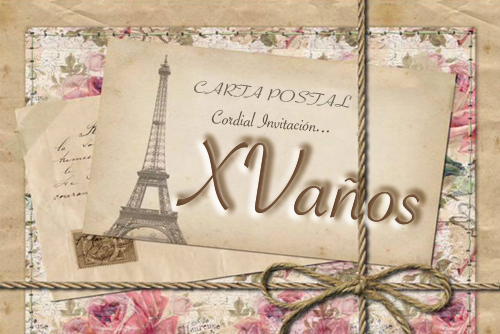 CARTA POSTAL
Cordial Invitación...
XVaños